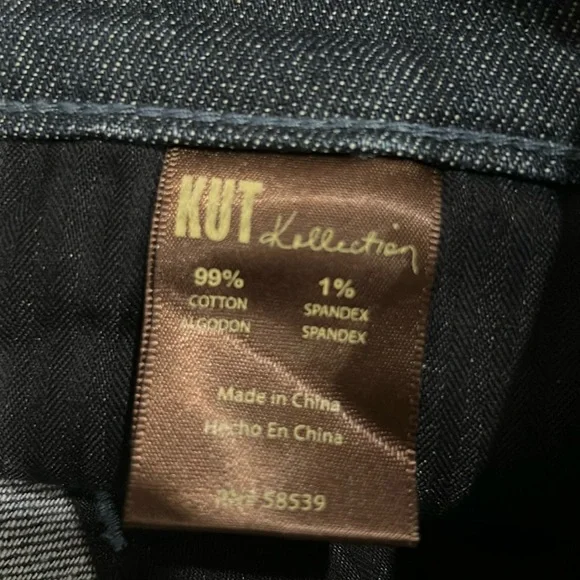 KUT Kollection
99% 1%
COTTON SPANDEX
ALGODON SPANDEX
Made in China
Hecho En China
RN# 58539